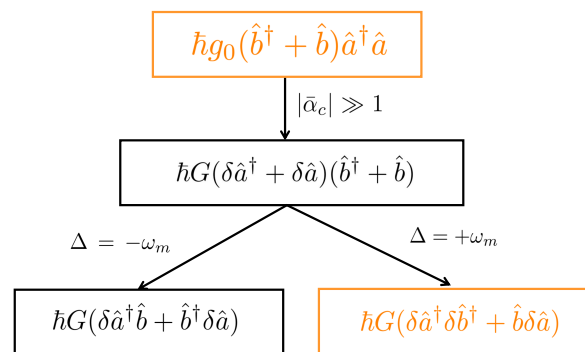 ħg₀(b̂† + b̂)â†â
|ᾱ_c| ≫ 1
ħG(δâ† + δâ)(b̂† + b̂)
Δ = −ω_m
Δ = +ω_m
ħG(δâ†b̂ + b̂†δâ)
ħG(δâ†δb̂† + b̂δâ)